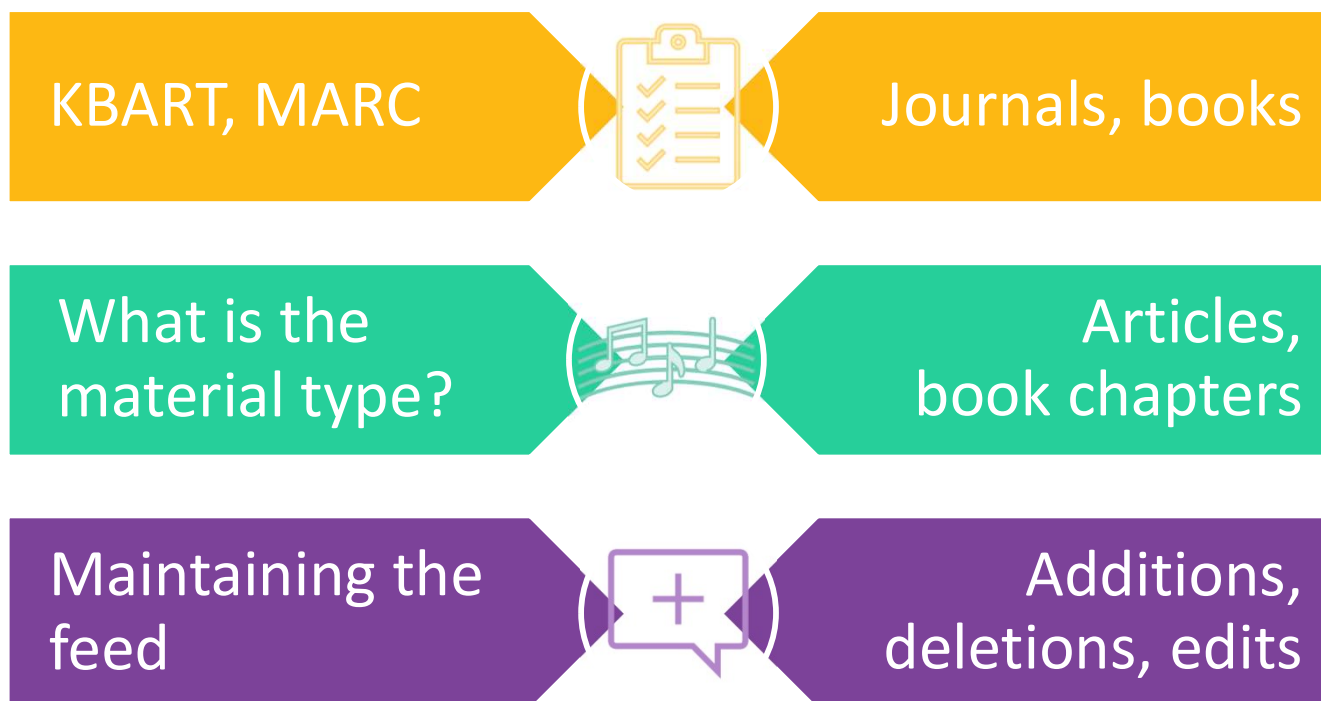 KBART, MARC
Journals, books
What is the
material type?
Articles,
book chapters
Maintaining the
feed
Additions,
deletions, edits